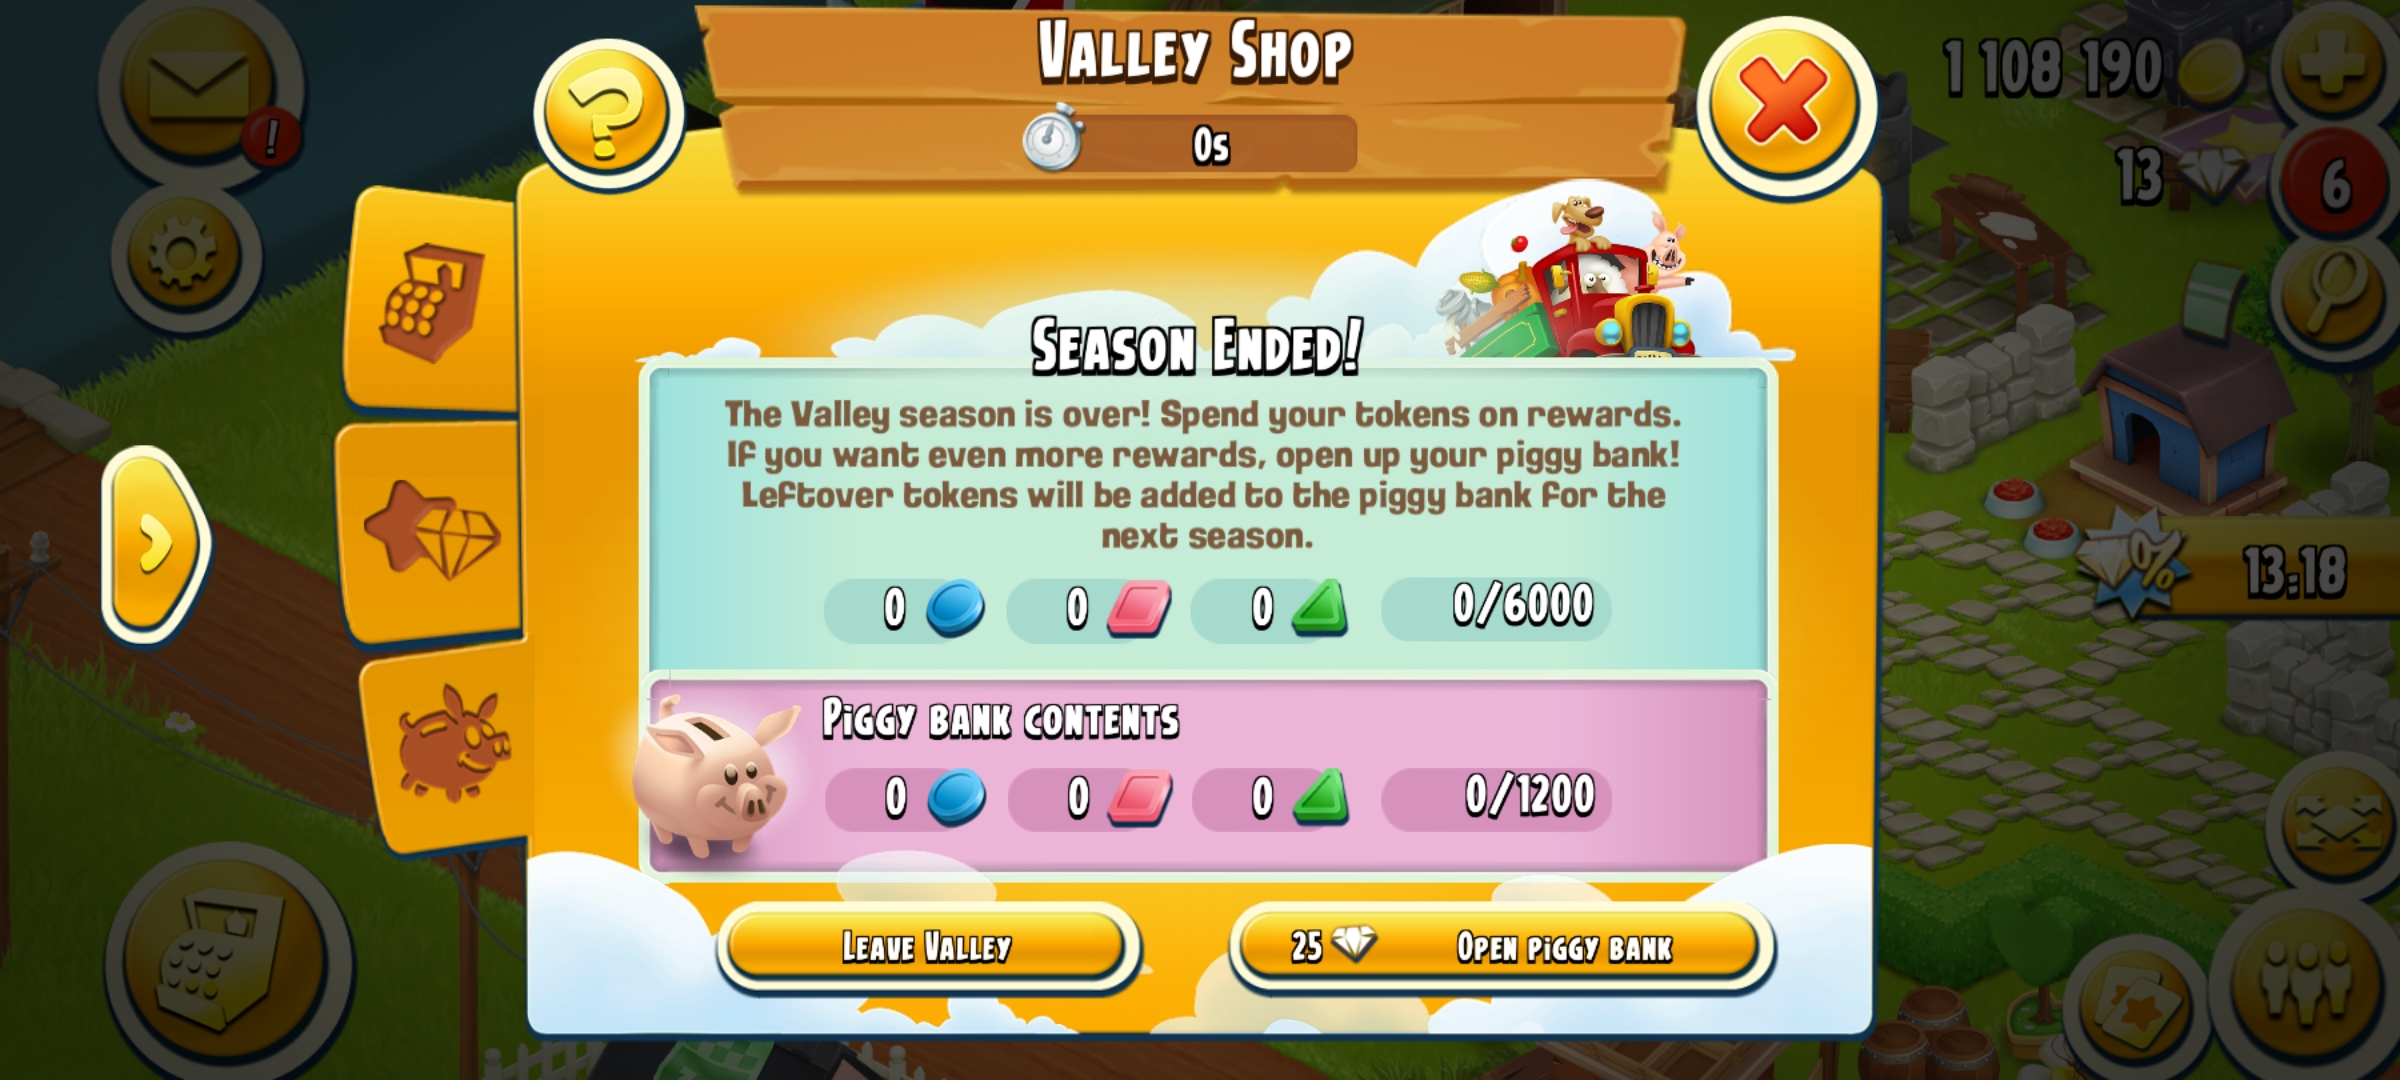 Valley Shop
0s
1 108 190
13
6
Season Ended!
The Valley season is over! Spend your tokens on rewards.
If you want even more rewards, open up your piggy bank!
Leftover tokens will be added to the piggy bank for the
next season.
0 0 0 0/6000
13:18
Piggy bank contents
0 0 0 0/1200
Leave Valley
25 Open piggy bank